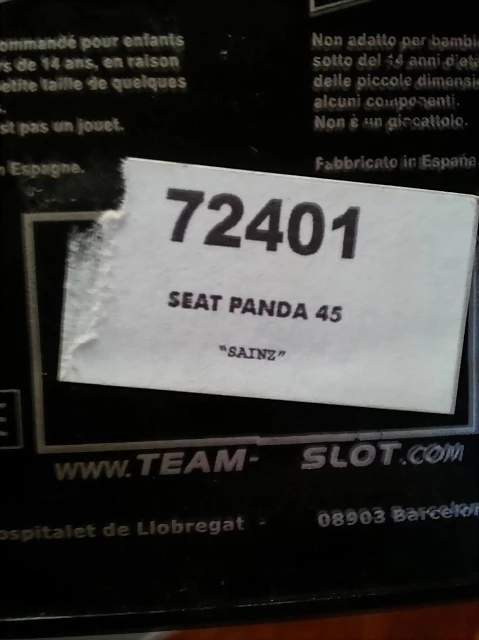 ommandé pour enfants
s de 14 ans, en raison
etite taille de quelques
st pas un jouet.
Espagne.
Non adatto per bambi
sotto del 14 anni d'eta
delle piccole dimensi
alcuni componenti.
Non è un giocattolo.
Fabbricato in España
72401
SEAT PANDA 45
"SAINZ"
www.TEAM-SLOT.COM
ospitalet de Llobregat - 08903 Barcelon